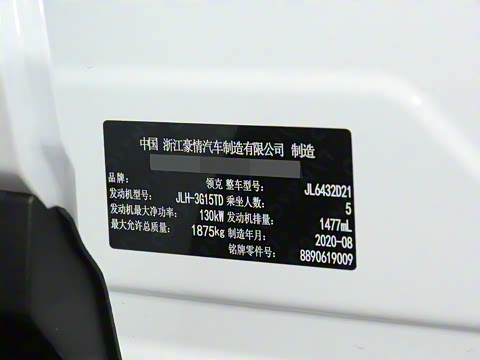 中国 浙江豪情汽车制造有限公司 制造
品牌: 领克 整车型号: JL6432D21
发动机型号: JLH-3G15TD 乘坐人数: 5
发动机最大净功率: 130kW 发动机排量: 1477mL
最大允许总质量: 1875kg 制造年月: 2020-08
铭牌零件号: 8890619009